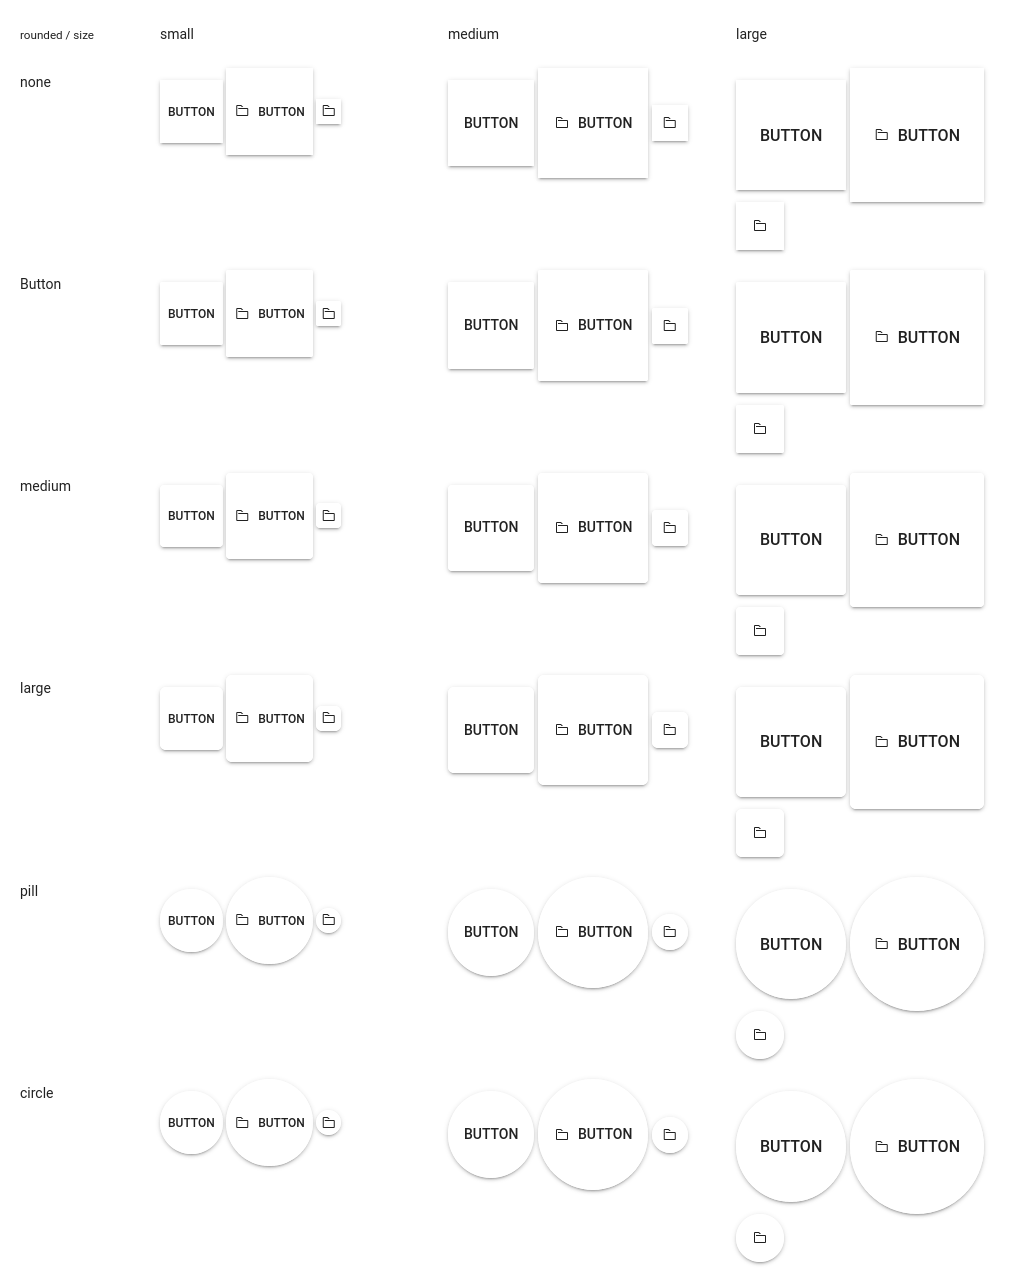 rounded / size small medium large
none BUTTON BUTTON BUTTON BUTTON BUTTON BUTTON
Button BUTTON BUTTON BUTTON BUTTON BUTTON BUTTON
medium BUTTON BUTTON BUTTON BUTTON BUTTON BUTTON
large BUTTON BUTTON BUTTON BUTTON BUTTON BUTTON
pill BUTTON BUTTON BUTTON BUTTON BUTTON BUTTON
circle BUTTON BUTTON BUTTON BUTTON BUTTON BUTTON